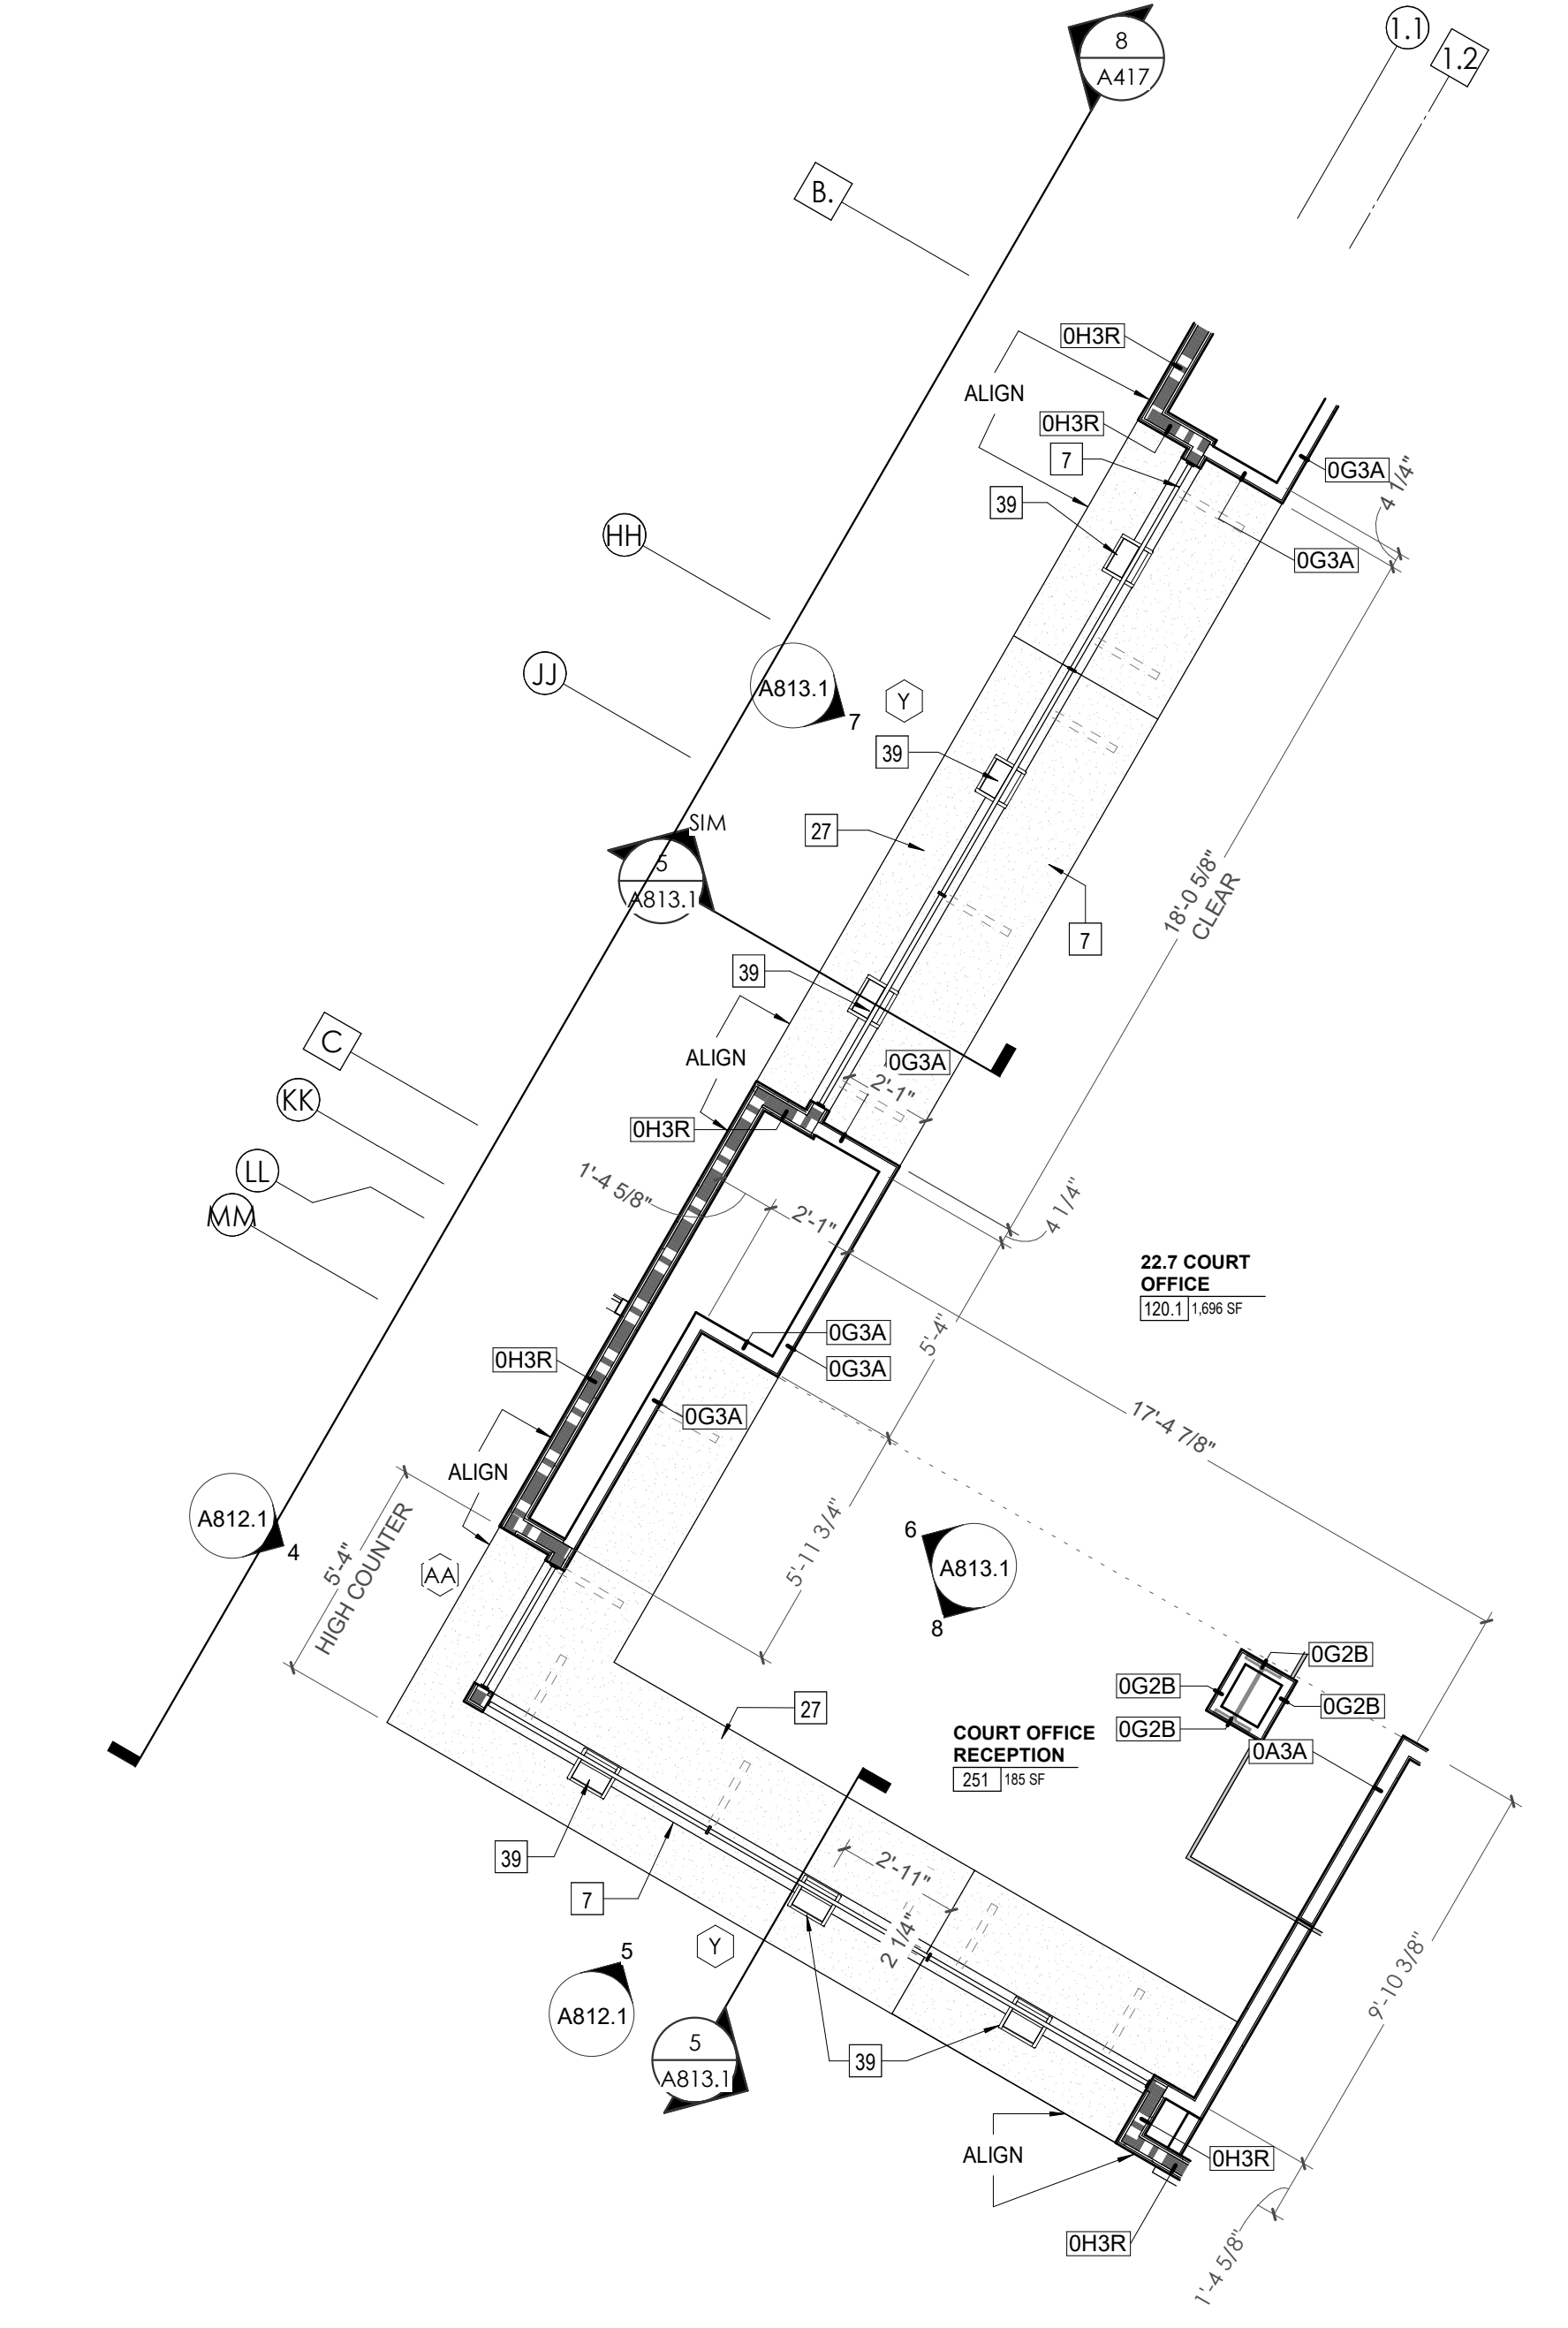 8
A417
1.1
1.2
B.
0H3R
ALIGN
0H3R
7
0G3A
4 1/4"
39
HH
0G3A
JJ
A813.1
7
Y
39
SIM
27
5
A813.1
18'-0 5/8"
CLEAR
7
39
C
ALIGN
0G3A
2'-1"
KK
0H3R
LL
1'-4 5/8"
2'-1"
4 1/4"
MM
22.7 COURT
OFFICE
120.1 1,696 SF
0G3A
5'-4"
0H3R
0G3A
0G3A
17'-4 7/8"
ALIGN
A812.1
4
5'-4"
HIGH COUNTER
AA
5'-11 3/4"
6
A813.1
8
0G2B
0G2B
0G2B
0G2B
27
COURT OFFICE
RECEPTION
251 185 SF
0A3A
39
7
2'-11"
2 1/4"
Y
5
A812.1
9'-10 3/8"
5
A813.1
39
ALIGN
0H3R
0H3R
1'-4 5/8"